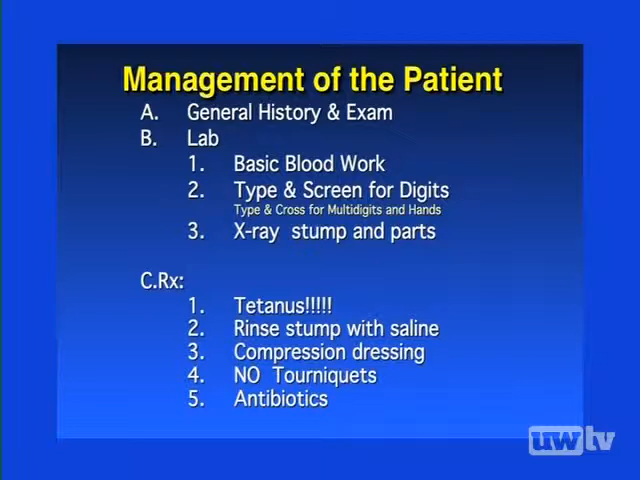 Management of the Patient
A. General History & Exam
B. Lab
1. Basic Blood Work
2. Type & Screen for Digits
Type & Cross for Multidigits and Hands
3. X-ray stump and parts
C.Rx:
1. Tetanus!!!!!
2. Rinse stump with saline
3. Compression dressing
4. NO Tourniquets
5. Antibiotics
uwtv